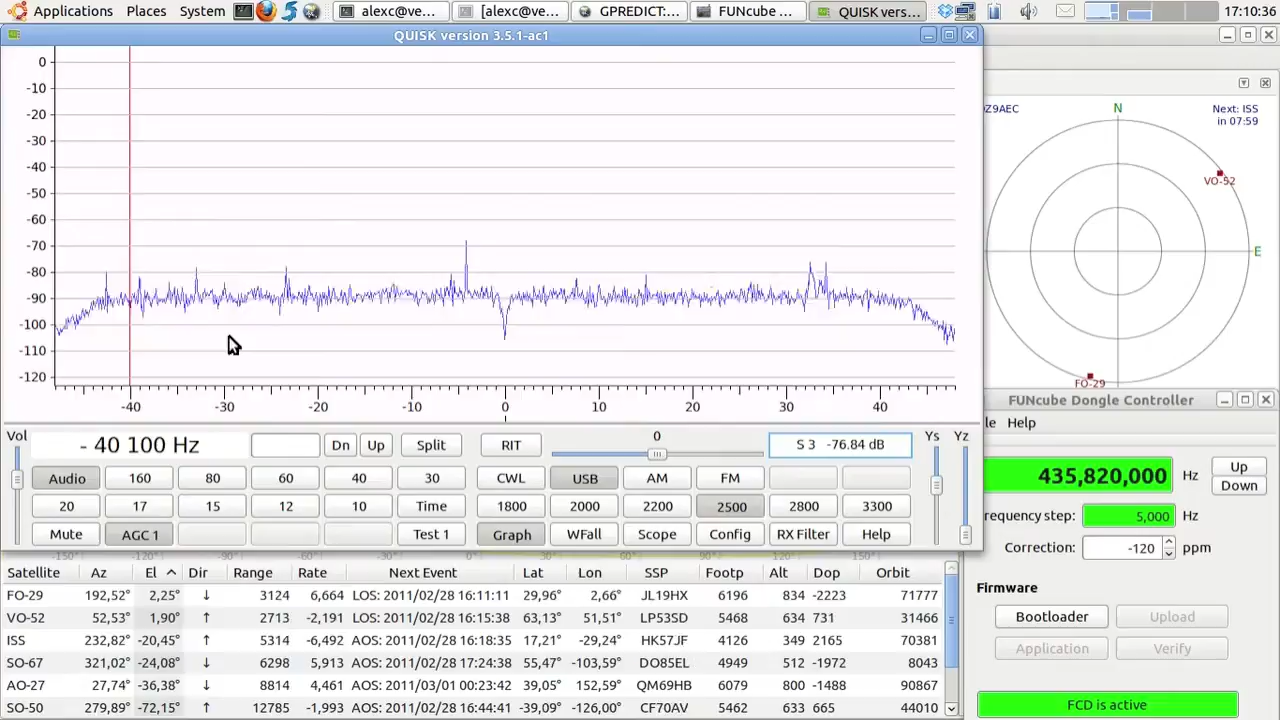 Applications Places System alexc@ve... [alexc@ve... GPREDICT:... FUNcube ... QUISK vers... 17:10:36
QUISK version 3.5.1-ac1
0
-10
-20
-30
-40
-50
-60
-70
-80
-90
-100
-110
-120
-40 -30 -20 -10 0 10 20 30 40
Vol - 40 100 Hz Dn Up Split RIT 0 S 3 -76.84 dB Ys Yz
Audio 160 80 60 40 30 CWL USB AM FM
20 17 15 12 10 Time 1800 2000 2200 2500 2800 3300
Mute AGC 1 Test 1 Graph WFall Scope Config RX Filter Help
OZ9AEC N Next: ISS
in 07:59
VO-52
E
FO-29
FUNcube Dongle Controller
le Help
435,820,000 Hz Up
Down
requency step: 5,000 Hz
Correction: -120 ppm
Firmware
Bootloader Upload
Application Verify
FCD is active
-150° -120° -90° -60° -30° 0° 30° 60° 90° 120° 150°
Satellite Az El Dir Range Rate Next Event Lat Lon SSP Footp Alt Dop Orbit
FO-29 192,52° 2,25° ↓ 3124 6,664 LOS: 2011/02/28 16:11:11 29,96° 2,66° JL19HX 6196 834 -2223 71777
VO-52 52,53° 1,90° ↑ 2713 -2,191 LOS: 2011/02/28 16:15:38 63,13° 51,51° LP53SD 5468 634 731 31466
ISS 232,82° -20,45° ↑ 5314 -6,492 AOS: 2011/02/28 16:18:35 17,21° -29,24° HK57JF 4126 349 2165 70381
SO-67 321,02° -24,08° ↓ 6298 5,913 AOS: 2011/02/28 17:24:38 55,47° -103,59° DO85EL 4949 512 -1972 8043
AO-27 27,74° -36,38° ↓ 8814 4,461 AOS: 2011/03/01 00:23:42 39,05° 152,59° QM69HB 6079 800 -1488 90867
SO-50 279,89° -72,15° ↑ 12785 -1,993 AOS: 2011/02/28 16:44:41 -39,09° -126,00° CF70AV 5462 633 665 44010